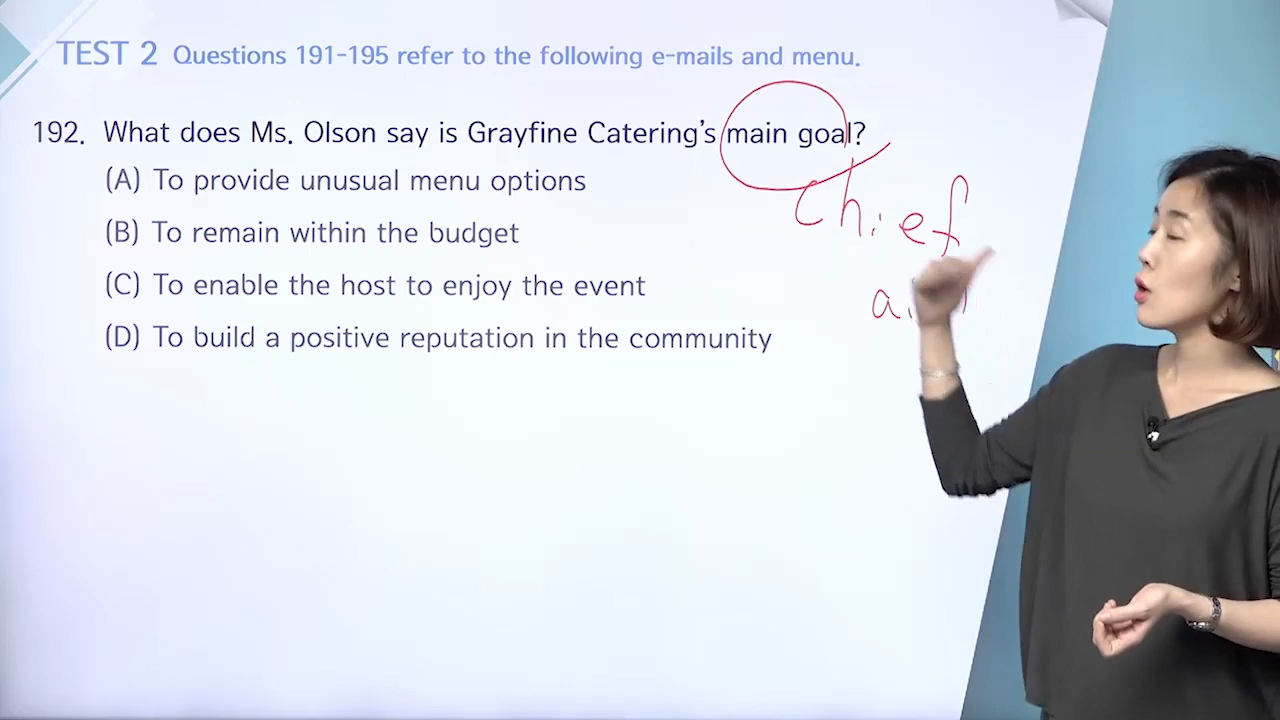 TEST 2 Questions 191-195 refer to the following e-mails and menu.
192. What does Ms. Olson say is Grayfine Catering's main goal?
chief
(A) To provide unusual menu options
(B) To remain within the budget
(C) To enable the host to enjoy the event
(D) To build a positive reputation in the community